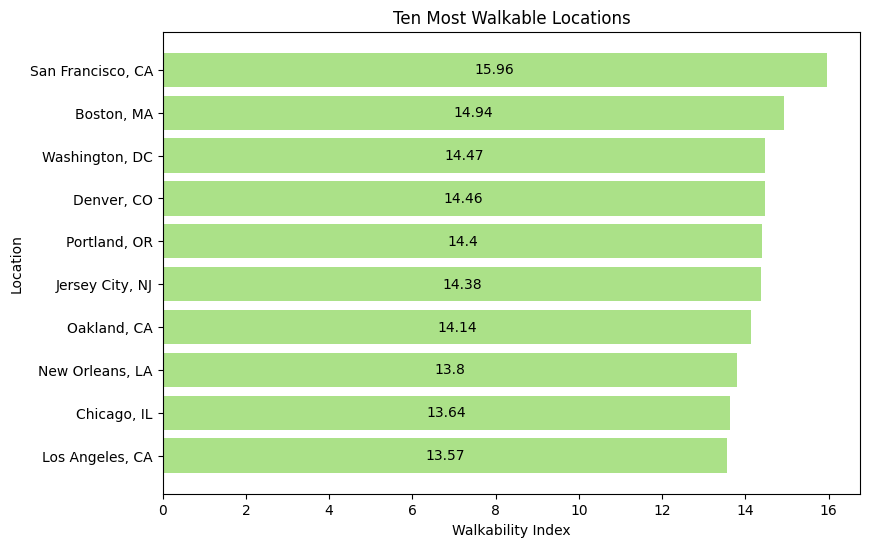 Ten Most Walkable Locations
San Francisco, CA 15.96
Boston, MA 14.94
Washington, DC 14.47
Denver, CO 14.46
Portland, OR 14.4
Jersey City, NJ 14.38
Oakland, CA 14.14
New Orleans, LA 13.8
Chicago, IL 13.64
Los Angeles, CA 13.57
Location
0 2 4 6 8 10 12 14 16
Walkability Index